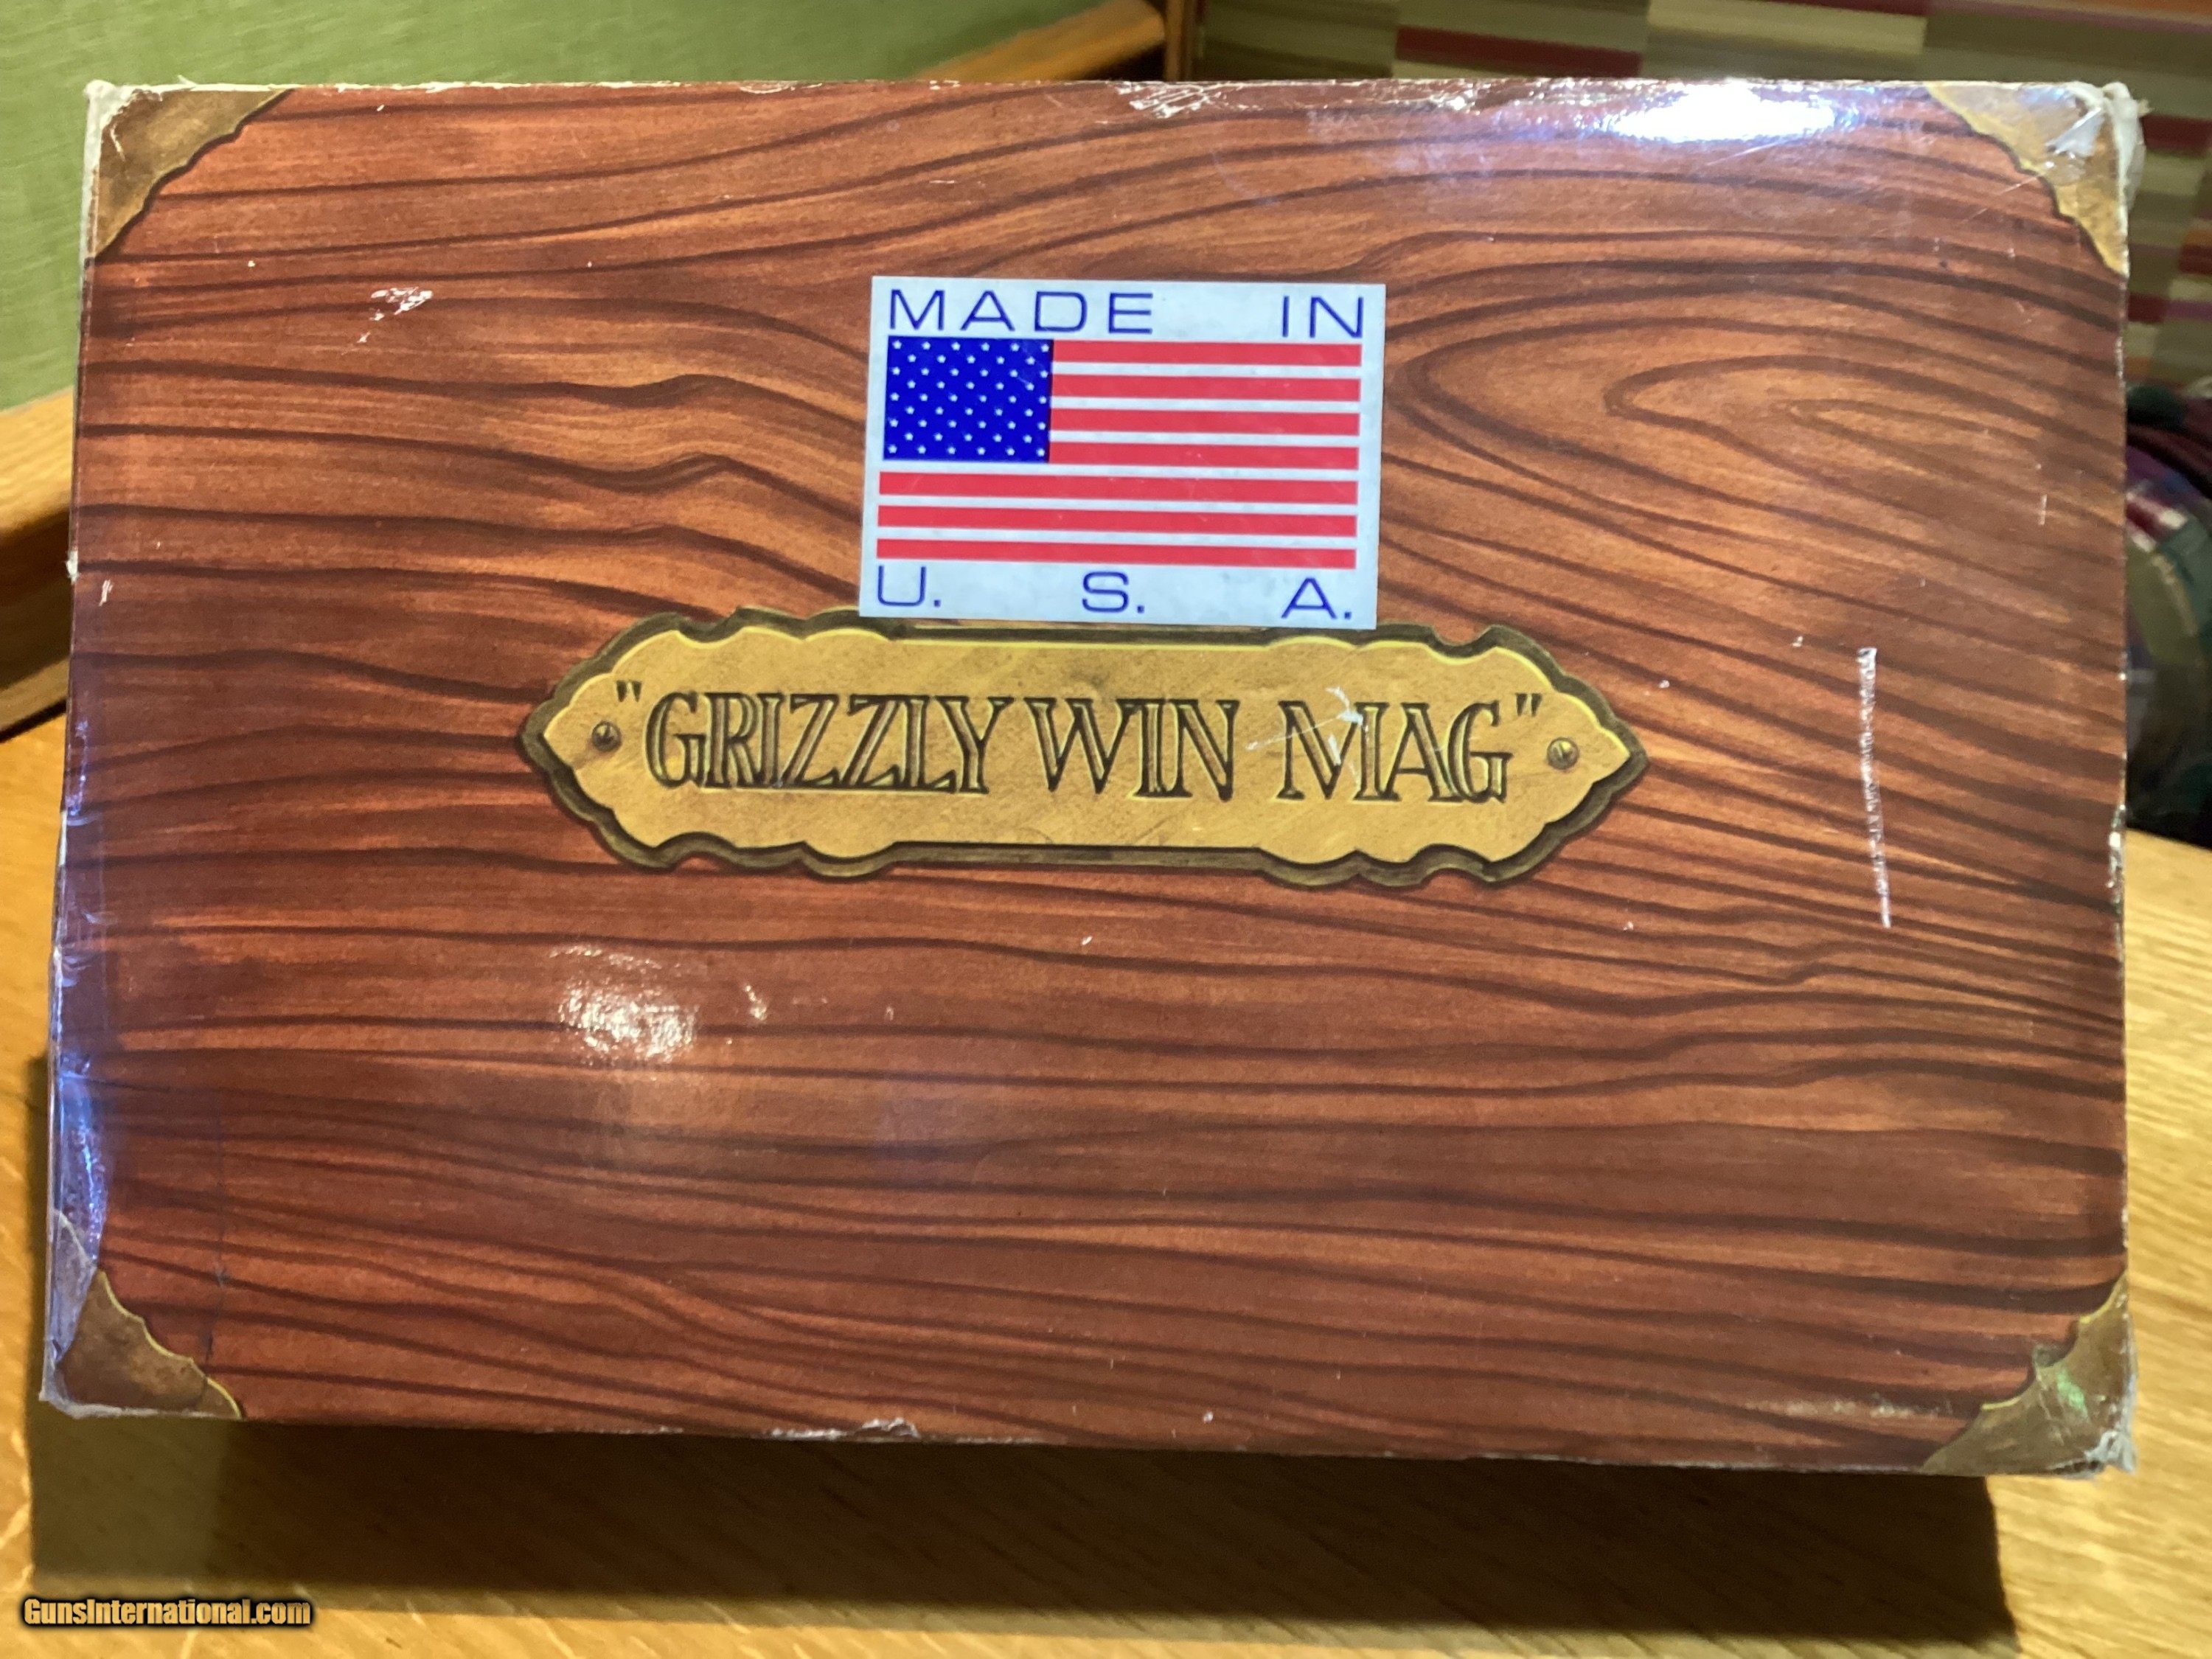 MADE IN
U. S. A.
"GRIZZLY WIN MAG"
GunsInternational.com